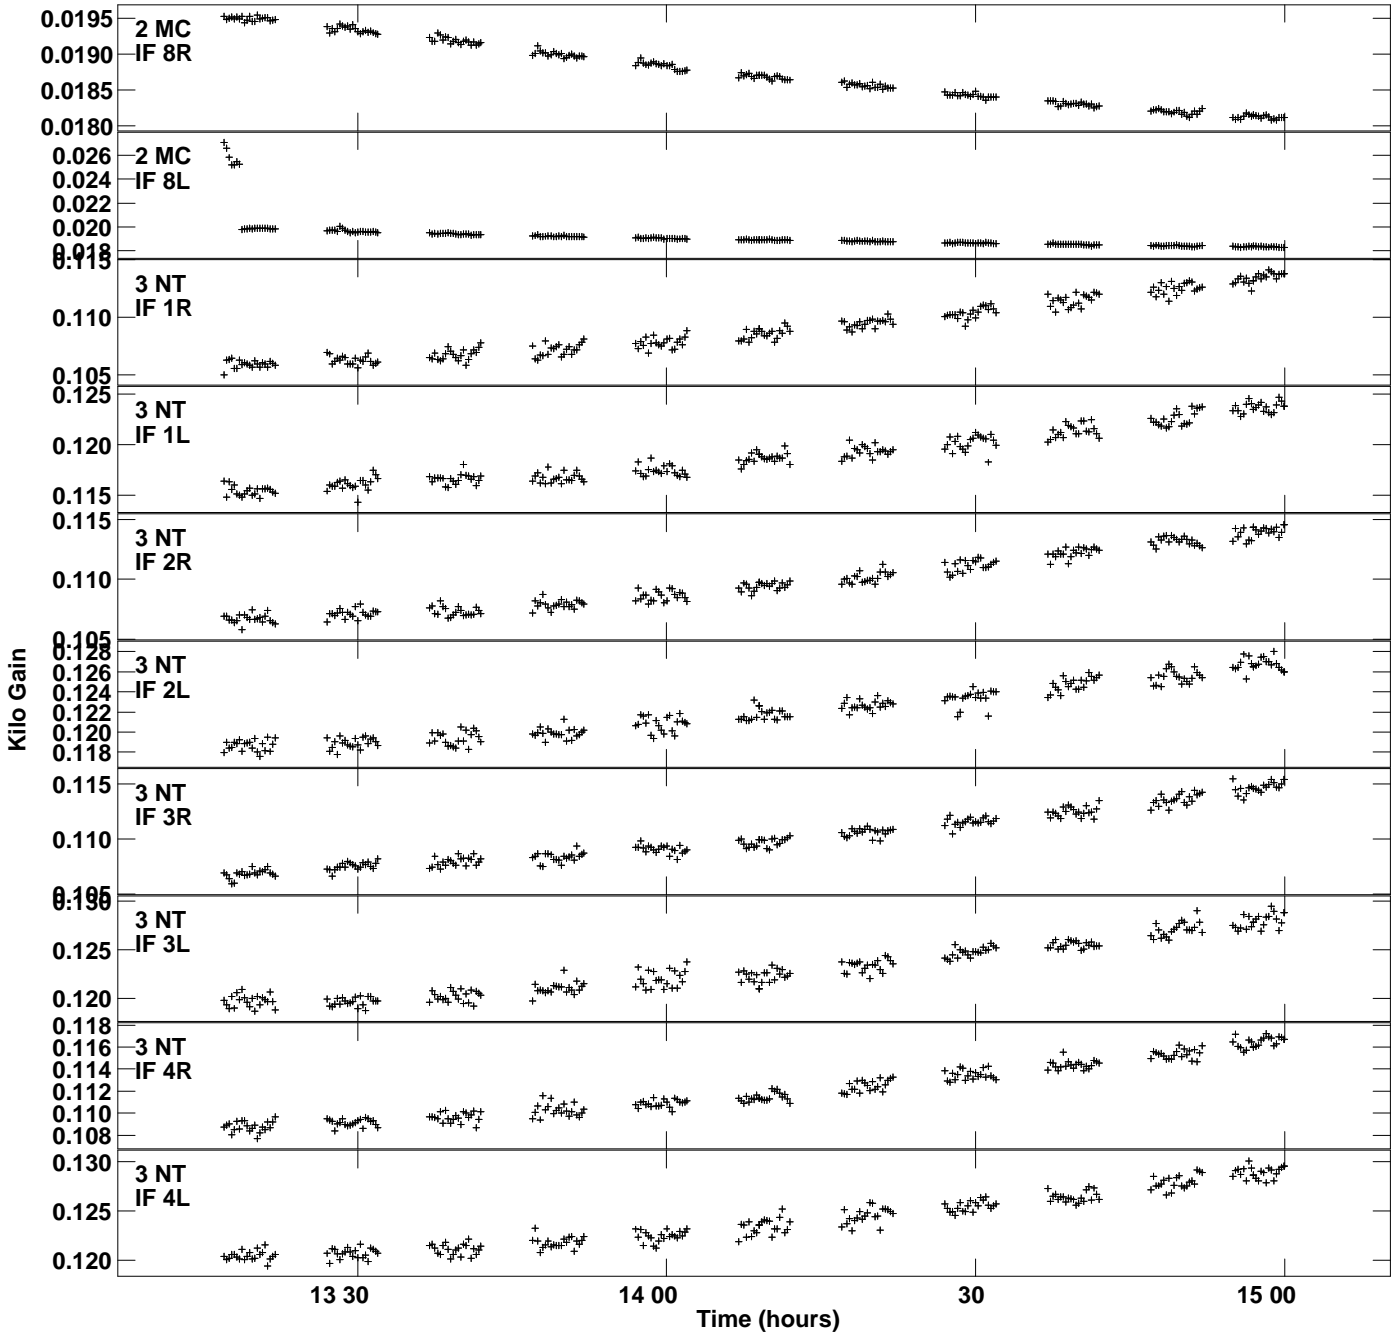 0.0195
2 MC
IF 8R
0.0190
0.0185
0.0180
2 MC
IF 8L
0.026
0.024
0.022
0.020
0.018
0.115
3 NT
IF 1R
0.110
0.105
0.125
3 NT
IF 1L
0.120
0.115
0.115
3 NT
IF 2R
0.110
0.105
0.128
3 NT
IF 2L
0.126
0.124
0.122
0.120
0.118
0.115
3 NT
IF 3R
0.110
0.105
0.130
3 NT
IF 3L
0.125
0.120
0.118
3 NT
IF 4R
0.116
0.114
0.112
0.110
0.108
0.130
3 NT
IF 4L
0.125
0.120
Kilo Gain
13 30
14 00
30
15 00
Time (hours)